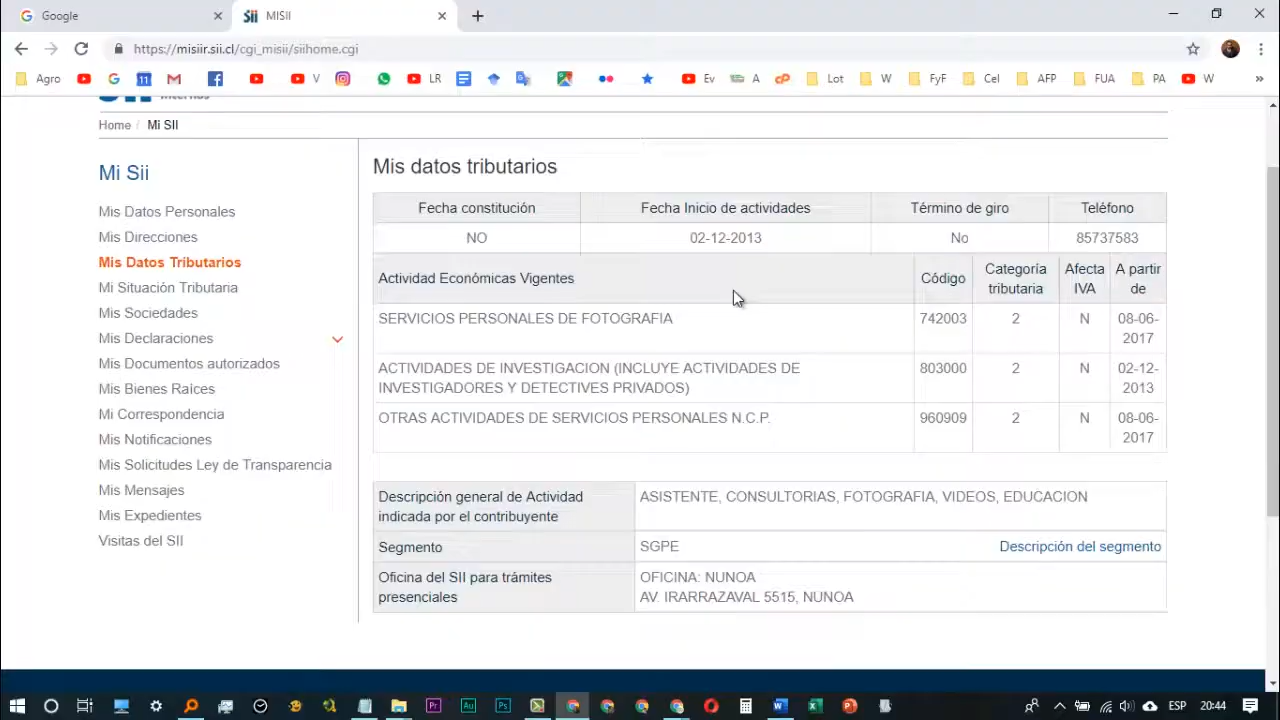 Google
Sii MISII
https://misiir.sii.cl/cgi_misii/siihome.cgi
Agro G 11 V LR Ev A cP Lot W FyF Cel AFP FUA PA W »
Home / Mi SII
Mi Sii
Mis Datos Personales
Mis Direcciones
Mis Datos Tributarios
Mi Situación Tributaria
Mis Sociedades
Mis Declaraciones
Mis Documentos autorizados
Mis Bienes Raíces
Mi Correspondencia
Mis Notificaciones
Mis Solicitudes Ley de Transparencia
Mis Mensajes
Mis Expedientes
Visitas del SII
Mis datos tributarios
Fecha constitución Fecha Inicio de actividades Término de giro Teléfono
NO 02-12-2013 No 85737583
Actividad Económicas Vigentes Código Categoría tributaria Afecta IVA A partir de
SERVICIOS PERSONALES DE FOTOGRAFIA 742003 2 N 08-06-2017
ACTIVIDADES DE INVESTIGACION (INCLUYE ACTIVIDADES DE
INVESTIGADORES Y DETECTIVES PRIVADOS) 803000 2 N 02-12-2013
OTRAS ACTIVIDADES DE SERVICIOS PERSONALES N.C.P. 960909 2 N 08-06-2017
Descripción general de Actividad
indicada por el contribuyente
ASISTENTE, CONSULTORIAS, FOTOGRAFIA, VIDEOS, EDUCACION
Segmento SGPE Descripción del segmento
Oficina del SII para trámites
presenciales
OFICINA: NUNOA
AV. IRARRAZAVAL 5515, NUNOA
Pr Au Ps ESP 20:44